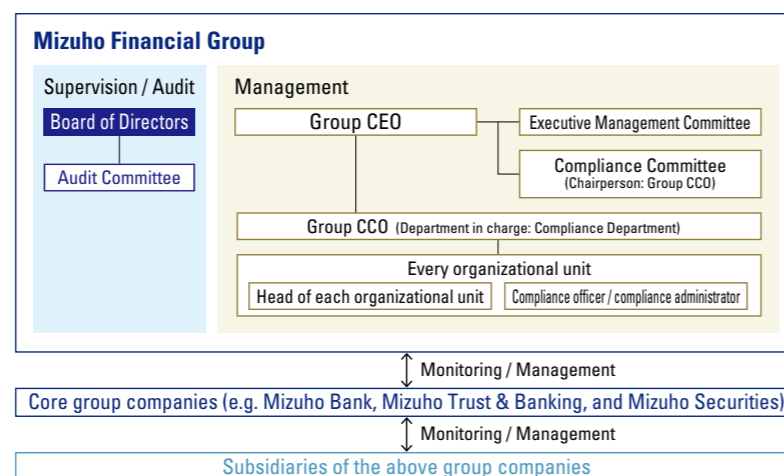 Mizuho Financial Group
Supervision / Audit
Board of Directors
Audit Committee
Management
Group CEO
Executive Management Committee
Compliance Committee
(Chairperson: Group CCO)
Group CCO (Department in charge: Compliance Department)
Every organizational unit
Head of each organizational unit
Compliance officer / compliance administrator
Monitoring / Management
Core group companies (e.g. Mizuho Bank, Mizuho Trust & Banking, and Mizuho Securities)
Monitoring / Management
Subsidiaries of the above group companies